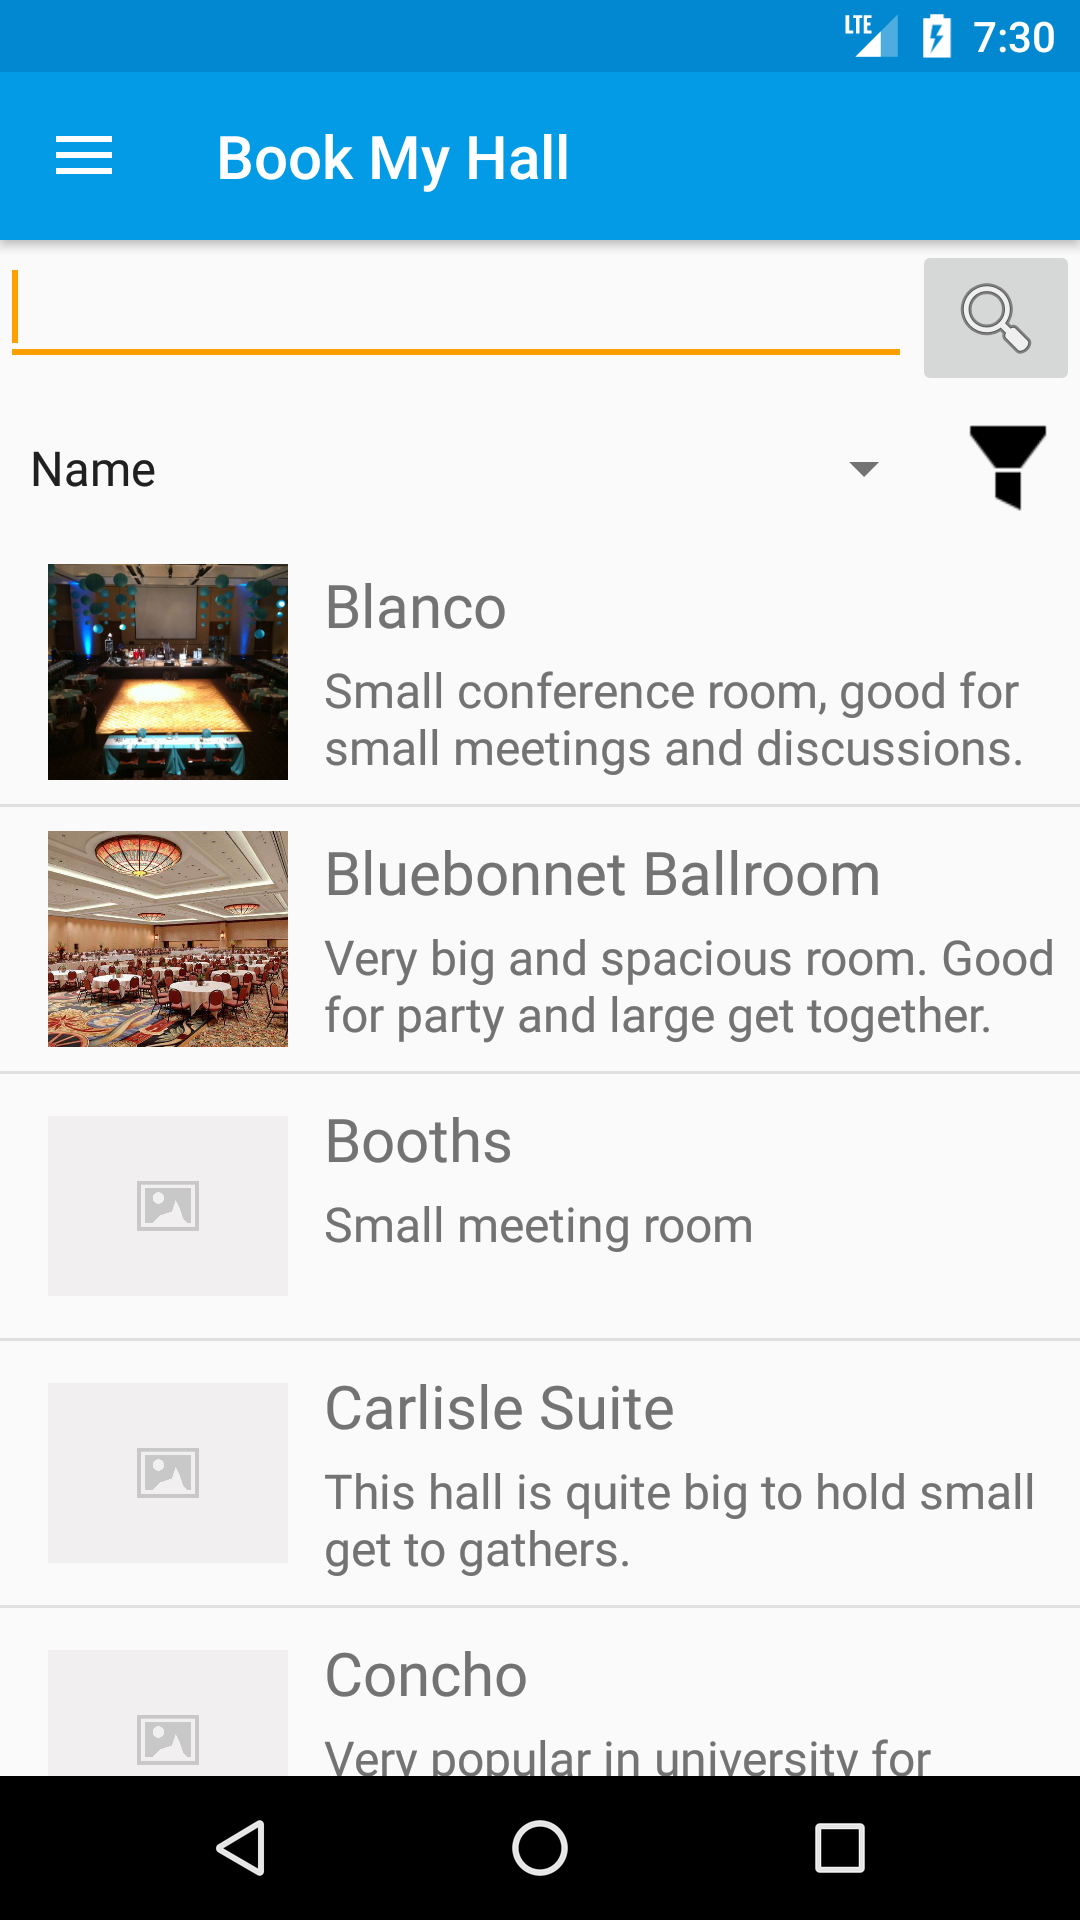 LTE 7:30
Book My Hall
Name
Blanco
Small conference room, good for
small meetings and discussions.
Bluebonnet Ballroom
Very big and spacious room. Good
for party and large get together.
Booths
Small meeting room
Carlisle Suite
This hall is quite big to hold small
get to gathers.
Concho
Very popular in university for